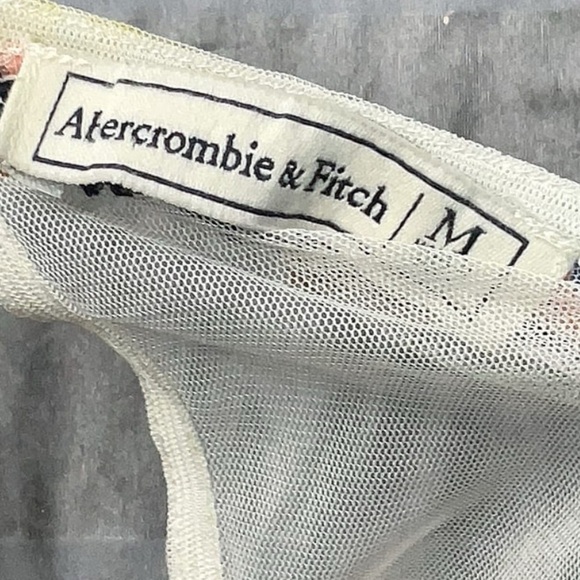 Abercrombie & Fitch | M